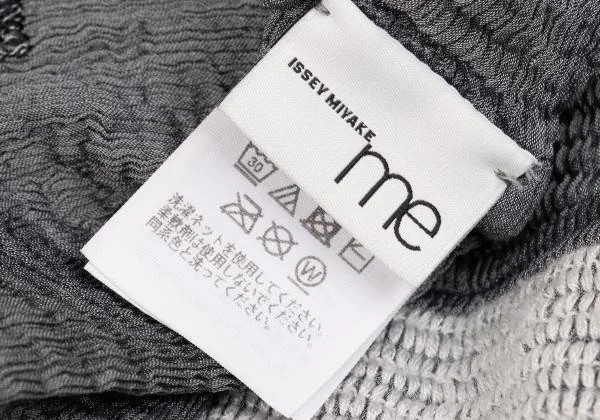 ISSEY MIYAKE
me
30
W
洗濯ネットを使用してください。
柔軟剤は使用しないでください。
同系色と洗ってください。